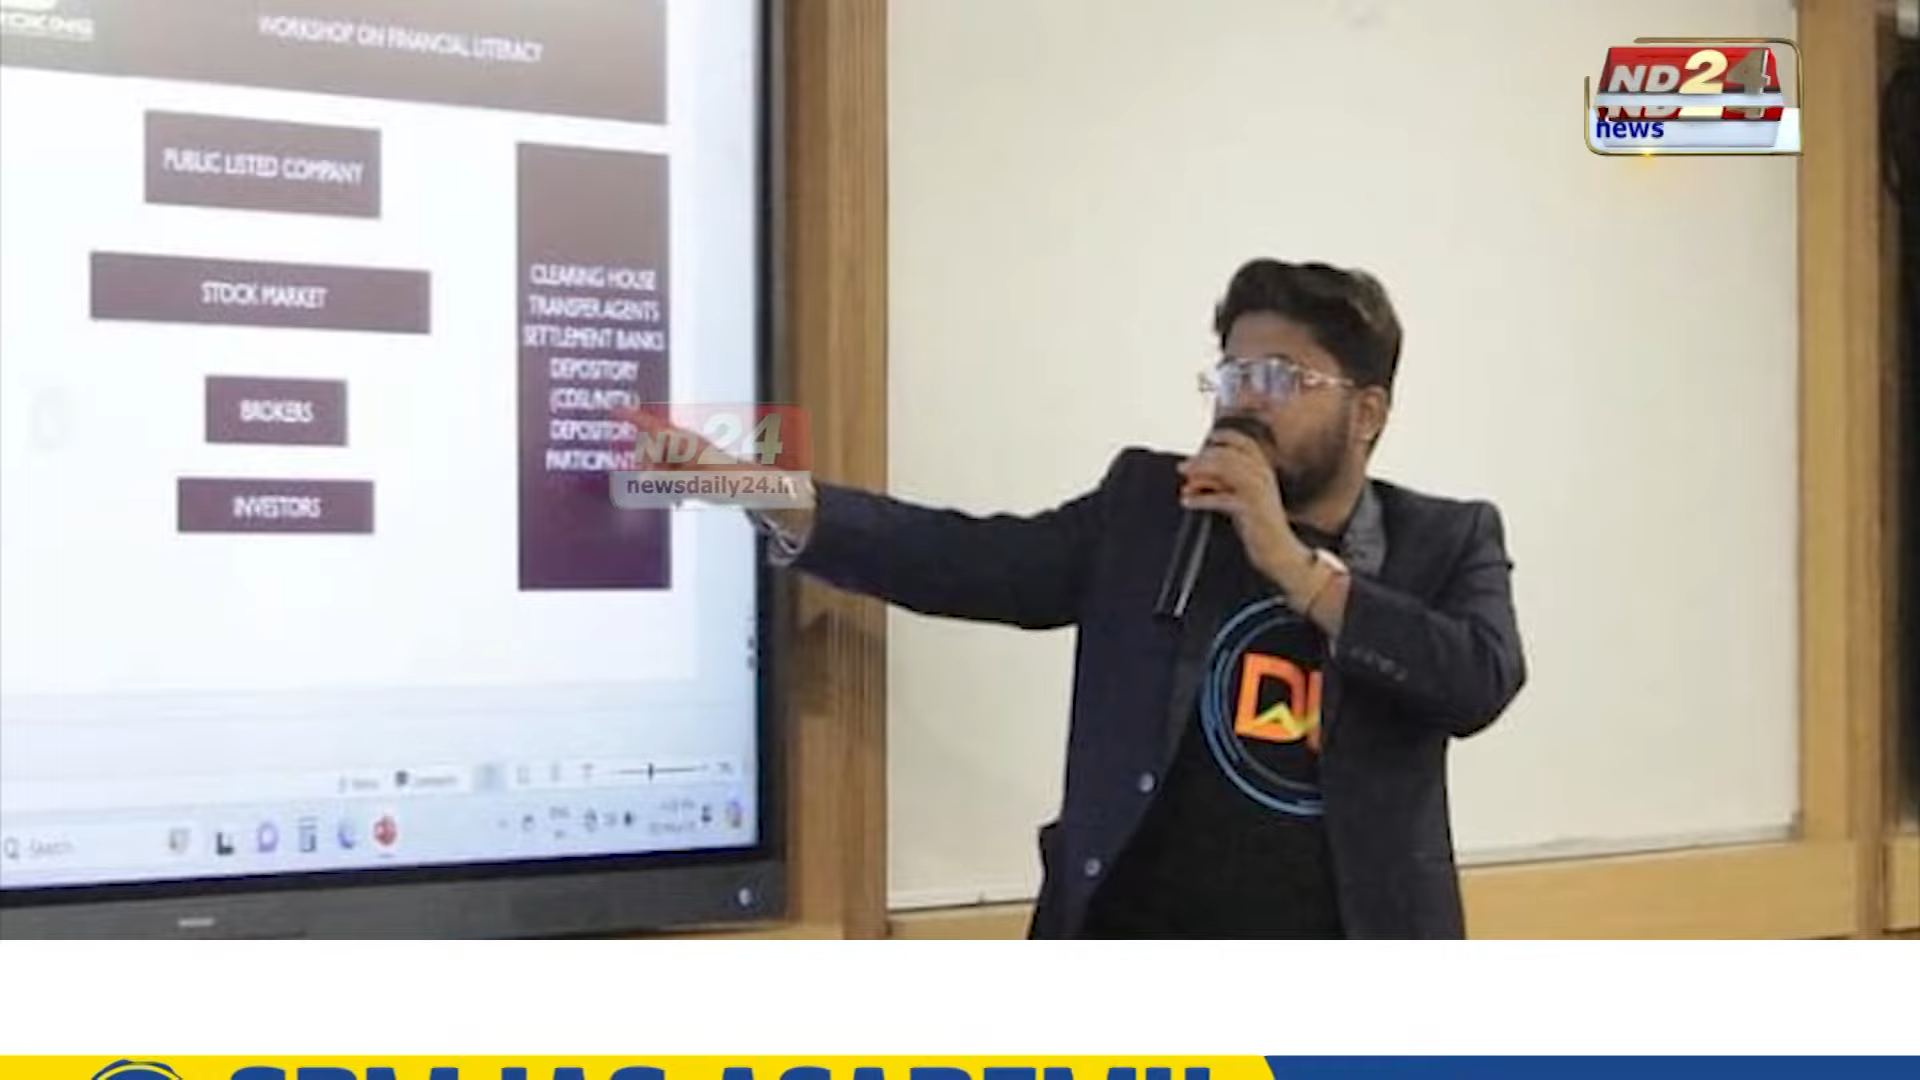 WORKSHOP ON FINANCIAL LITERACY
PUBLIC LISTED COMPANY
STOCK MARKET
BROKERS
INVESTORS
CLEARING HOUSE
TRANSFER AGENTS
SETTLEMENT BANKS
DEPOSITORY
DEPOSITORY
Search
ND24
newsdaily24.in
ND24
news